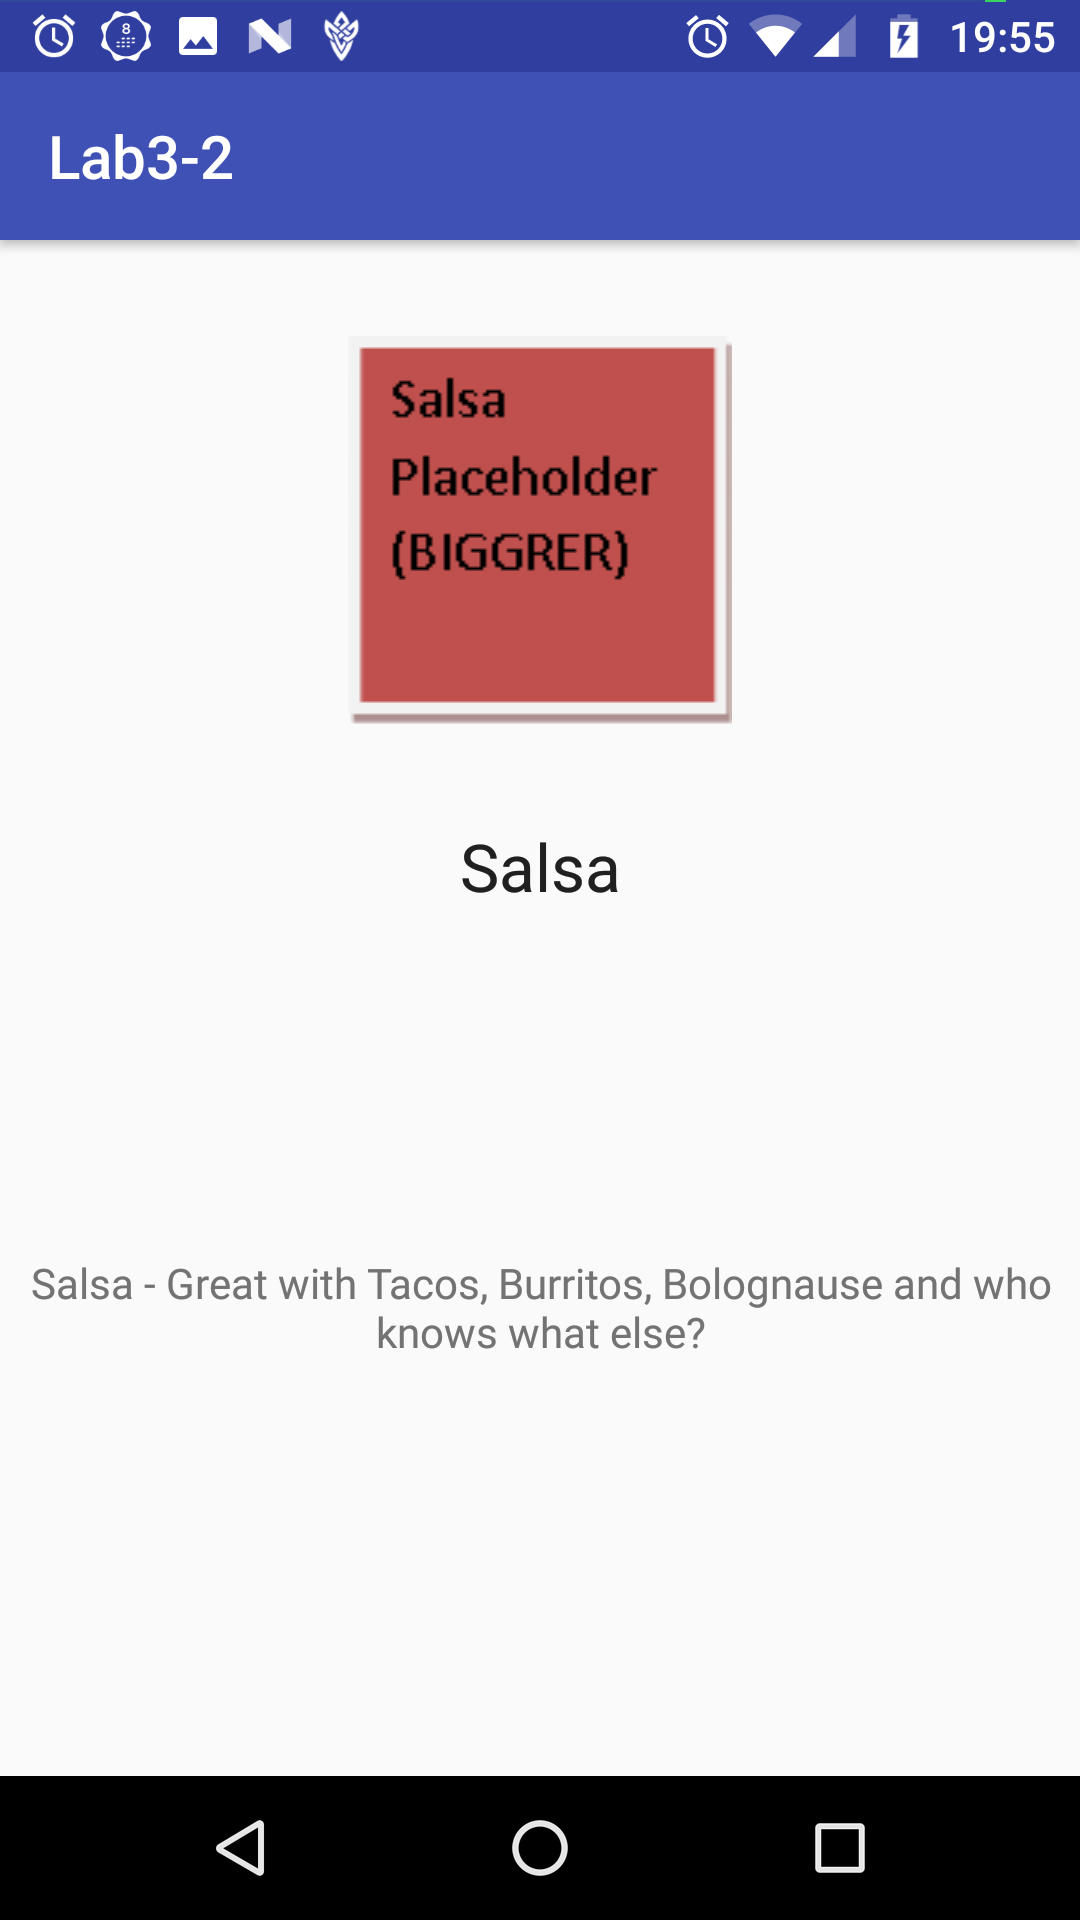 8
19:55
Lab3-2
Salsa
Placeholder
(BIGGRER)
Salsa
Salsa - Great with Tacos, Burritos, Bolognause and who
knows what else?